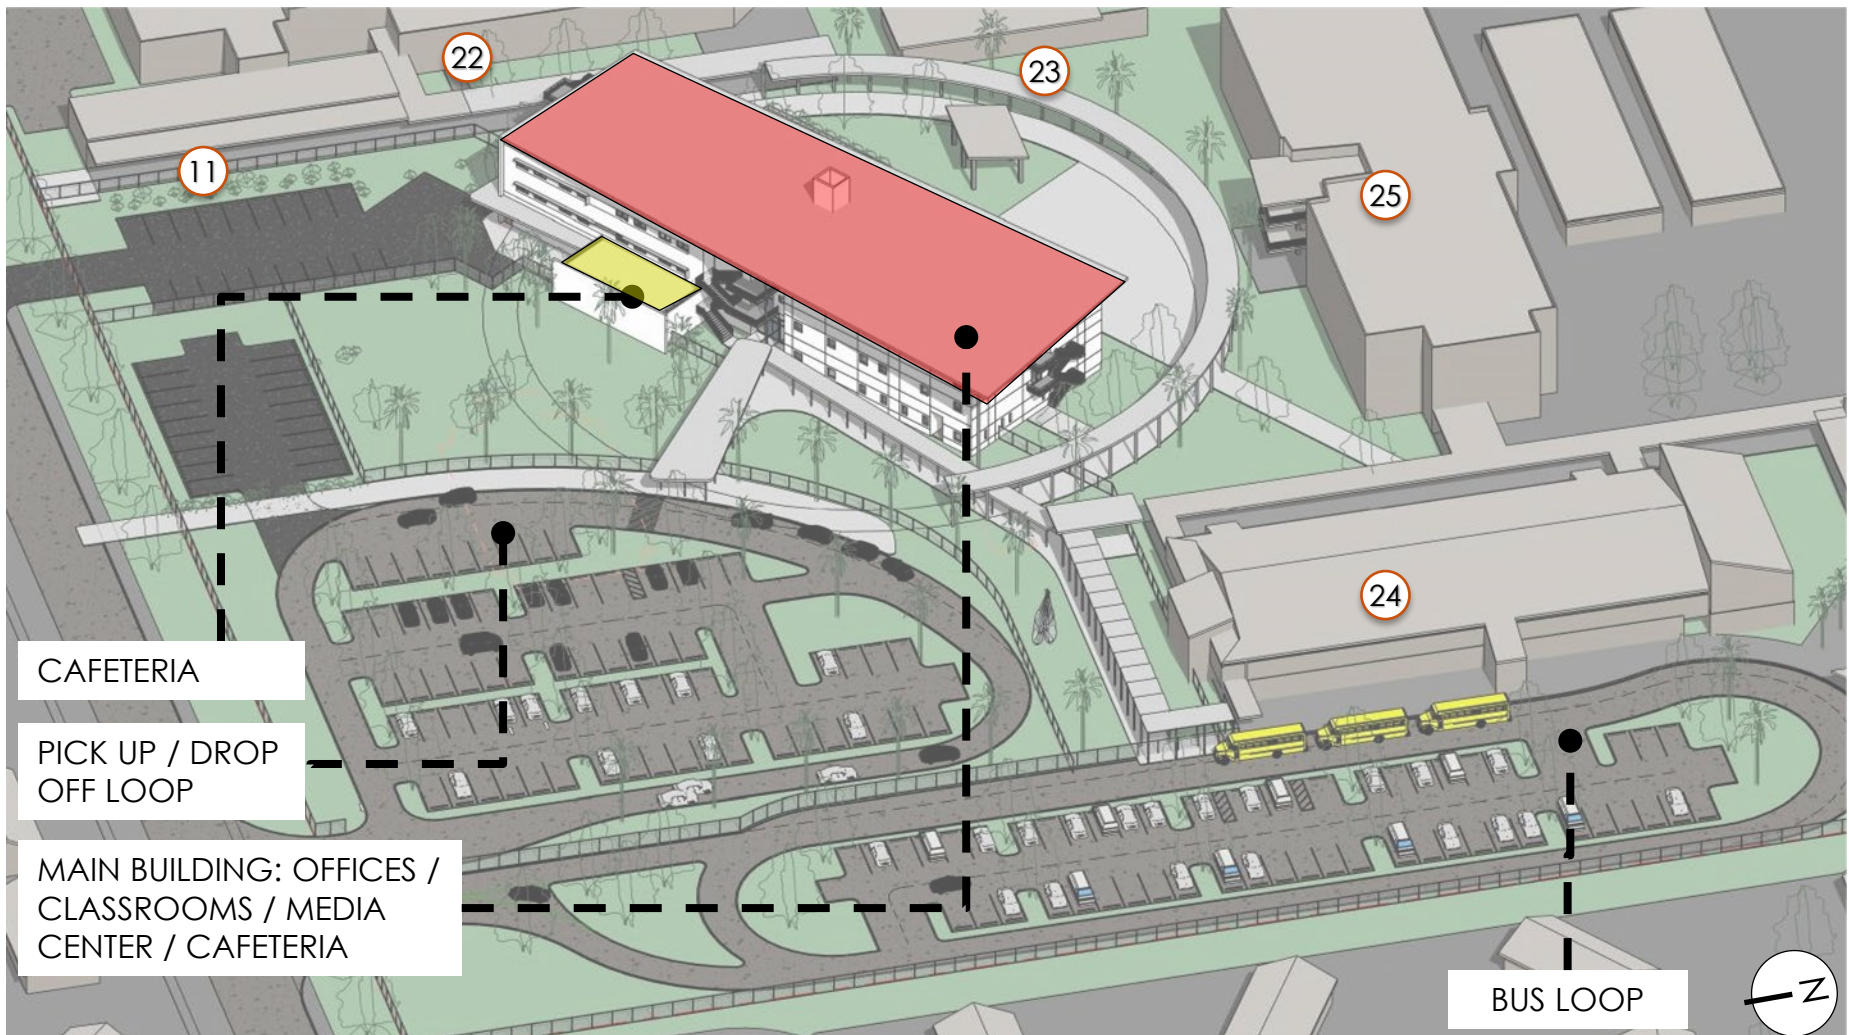 22
23
11
25
24
CAFETERIA
PICK UP / DROP
OFF LOOP
MAIN BUILDING: OFFICES /
CLASSROOMS / MEDIA
CENTER / CAFETERIA
BUS LOOP
N